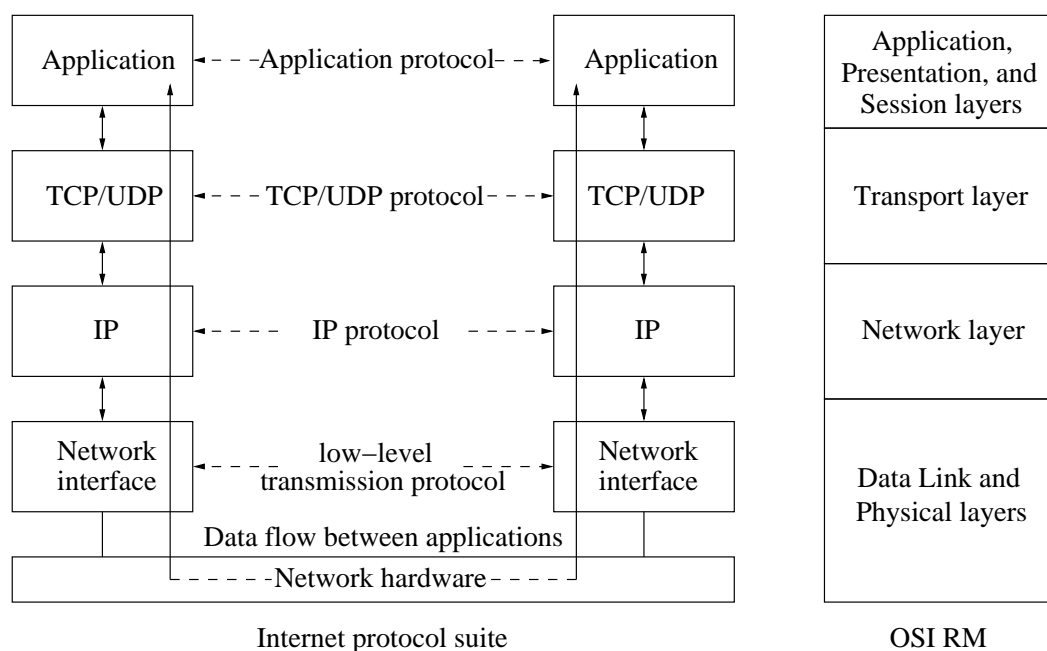 Application
Application protocol
Application
Application,
Presentation, and
Session layers
TCP/UDP
TCP/UDP protocol
TCP/UDP
Transport layer
IP
IP protocol
IP
Network layer
Network
interface
low−level
transmission protocol
Network
interface
Data Link and
Physical layers
Data flow between applications
Network hardware
Internet protocol suite
OSI RM